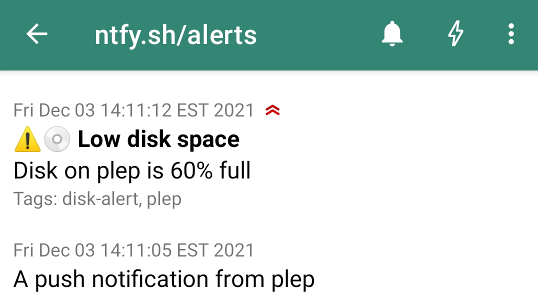 ntfy.sh/alerts
Fri Dec 03 14:11:12 EST 2021
Low disk space
Disk on plep is 60% full
Tags: disk-alert, plep
Fri Dec 03 14:11:05 EST 2021
A push notification from plep